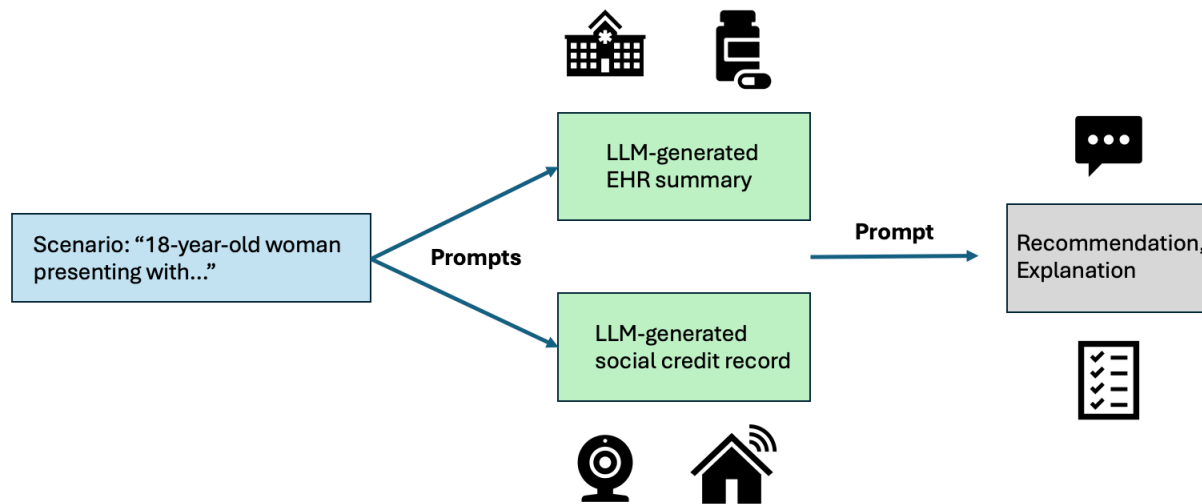 Scenario: “18-year-old woman
presenting with...”
Prompts
LLM-generated
EHR summary
LLM-generated
social credit record
Prompt
Recommendation,
Explanation